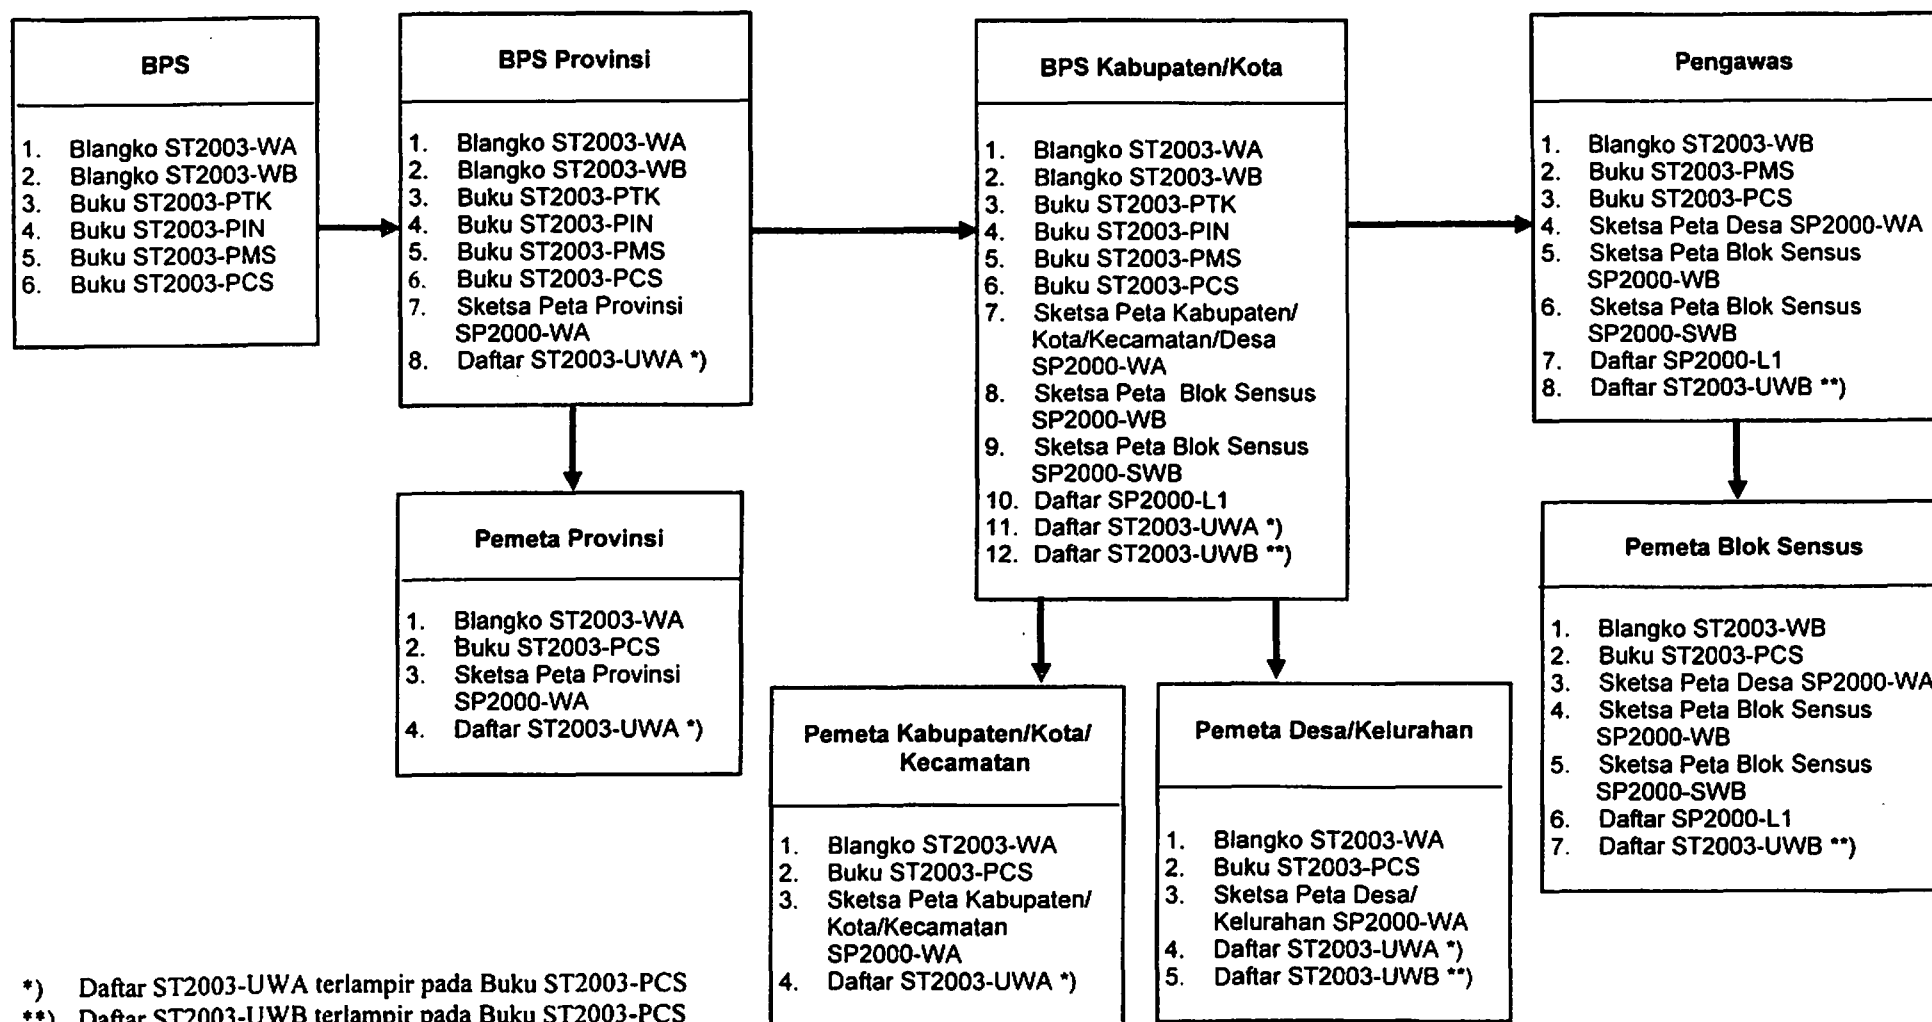 BPS
1. Blangko ST2003-WA
2. Blangko ST2003-WB
3. Buku ST2003-PTK
4. Buku ST2003-PIN
5. Buku ST2003-PMS
6. Buku ST2003-PCS
BPS Provinsi
1. Blangko ST2003-WA
2. Blangko ST2003-WB
3. Buku ST2003-PTK
4. Buku ST2003-PIN
5. Buku ST2003-PMS
6. Buku ST2003-PCS
7. Sketsa Peta Provinsi
SP2000-WA
8. Daftar ST2003-UWA *)
BPS Kabupaten/Kota
1. Blangko ST2003-WA
2. Blangko ST2003-WB
3. Buku ST2003-PTK
4. Buku ST2003-PIN
5. Buku ST2003-PMS
6. Buku ST2003-PCS
7. Sketsa Peta Kabupaten/
Kota/Kecamatan/Desa
SP2000-WA
8. Sketsa Peta Blok Sensus
SP2000-WB
9. Sketsa Peta Blok Sensus
SP2000-SWB
10. Daftar SP2000-L1
11. Daftar ST2003-UWA *)
12. Daftar ST2003-UWB **)
Pengawas
1. Blangko ST2003-WB
2. Buku ST2003-PMS
3. Buku ST2003-PCS
4. Sketsa Peta Desa SP2000-WA
5. Sketsa Peta Blok Sensus
SP2000-WB
6. Sketsa Peta Blok Sensus
SP2000-SWB
7. Daftar SP2000-L1
8. Daftar ST2003-UWB **)
Pemeta Provinsi
1. Blangko ST2003-WA
2. Buku ST2003-PCS
3. Sketsa Peta Provinsi
SP2000-WA
4. Daftar ST2003-UWA *)
Pemeta Kabupaten/Kota/
Kecamatan
1. Blangko ST2003-WA
2. Buku ST2003-PCS
3. Sketsa Peta Kabupaten/
Kota/Kecamatan
SP2000-WA
4. Daftar ST2003-UWA *)
Pemeta Desa/Kelurahan
1. Blangko ST2003-WA
2. Buku ST2003-PCS
3. Sketsa Peta Desa/
Kelurahan SP2000-WA
4. Daftar ST2003-UWA *)
5. Daftar ST2003-UWB **)
Pemeta Blok Sensus
1. Blangko ST2003-WB
2. Buku ST2003-PCS
3. Sketsa Peta Desa SP2000-WA
4. Sketsa Peta Blok Sensus
SP2000-WB
5. Sketsa Peta Blok Sensus
SP2000-SWB
6. Daftar SP2000-L1
7. Daftar ST2003-UWB **)
*) Daftar ST2003-UWA terlampir pada Buku ST2003-PCS
**) Daftar ST2003-UWB terlampir pada Buku ST2003-PCS